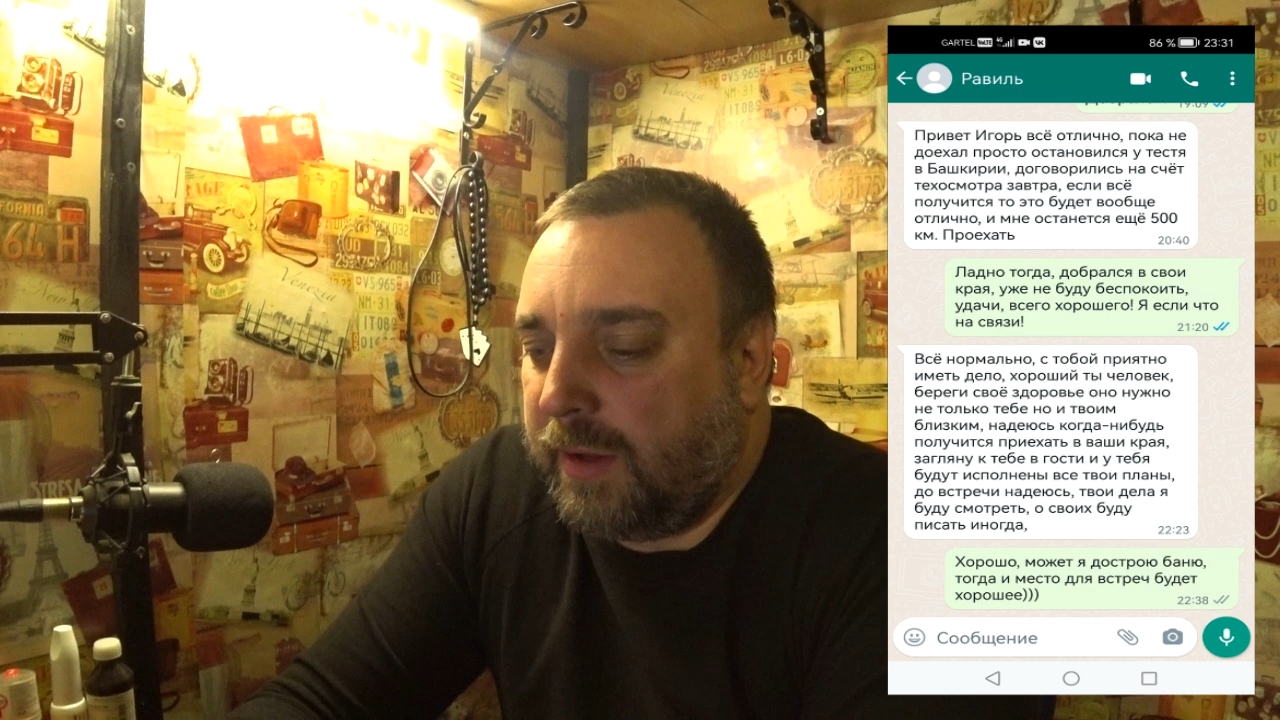 GARTEL VoLTE 4G 86 % 23:31
Равиль
19:09
Привет Игорь всё отлично, пока не
доехал просто остановился у тестя
в Башкирии, договорились на счёт
техосмотра завтра, если всё
получится то это будет вообще
отлично, и мне останется ещё 500
км. Проехать
20:40
Ладно тогда, добрался в свои
края, уже не буду беспокоить,
удачи, всего хорошего! Я если что
на связи!
21:20
Всё нормально, с тобой приятно
иметь дело, хороший ты человек,
береги своё здоровье оно нужно
не только тебе но и твоим
близким, надеюсь когда-нибудь
получится приехать в ваши края,
загляну к тебе в гости и у тебя
будут исполнены все твои планы,
до встречи надеюсь, твои дела я
буду смотреть, о своих буду
писать иногда,
22:23
Хорошо, может я дострою баню,
тогда и место для встреч будет
хорошее)))
22:38
Сообщение
Venezia
Venezia